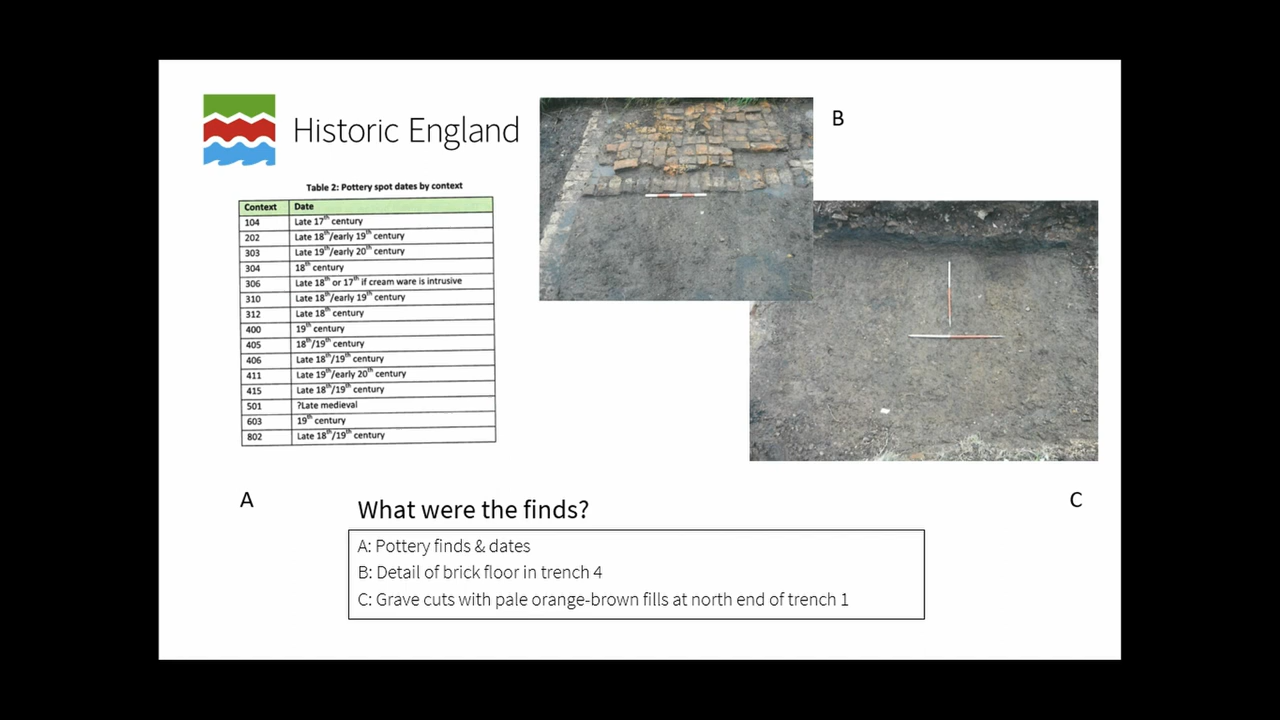 Historic England
B
Table 2: Pottery spot dates by context
Context Date
104 Late 17th century
202 Late 18th/early 19th century
303 Late 19th/early 20th century
304 18th century
306 Late 18th or 17th if cream ware is intrusive
310 Late 18th/early 19th century
312 Late 18th century
400 19th century
405 18th/19th century
406 Late 18th/19th century
411 Late 19th/early 20th century
415 Late 18th/19th century
501 ?Late medieval
603 19th century
802 Late 18th/19th century
A
C
What were the finds?
A: Pottery finds & dates
B: Detail of brick floor in trench 4
C: Grave cuts with pale orange-brown fills at north end of trench 1